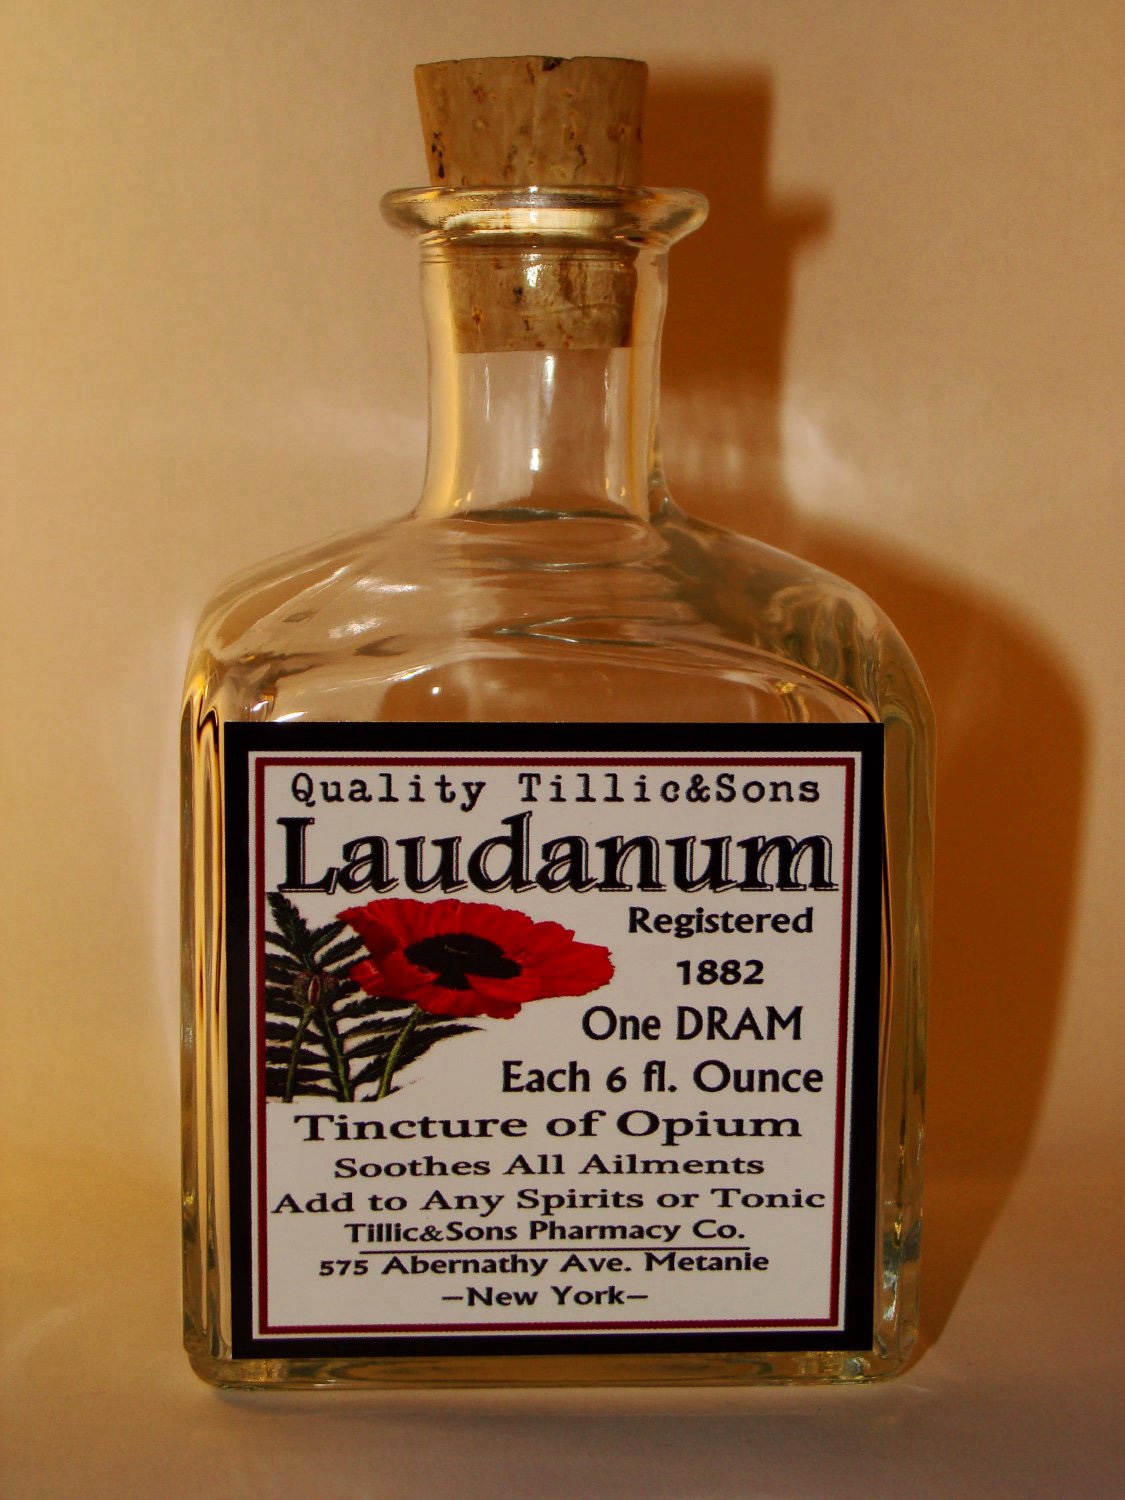 Quality Tillic&Sons
Laudanum
Registered
1882
One DRAM
Each 6 fl. Ounce
Tincture of Opium
Soothes All Ailments
Add to Any Spirits or Tonic
Tillic&Sons Pharmacy Co.
575 Abernathy Ave. Metanie
—New York—